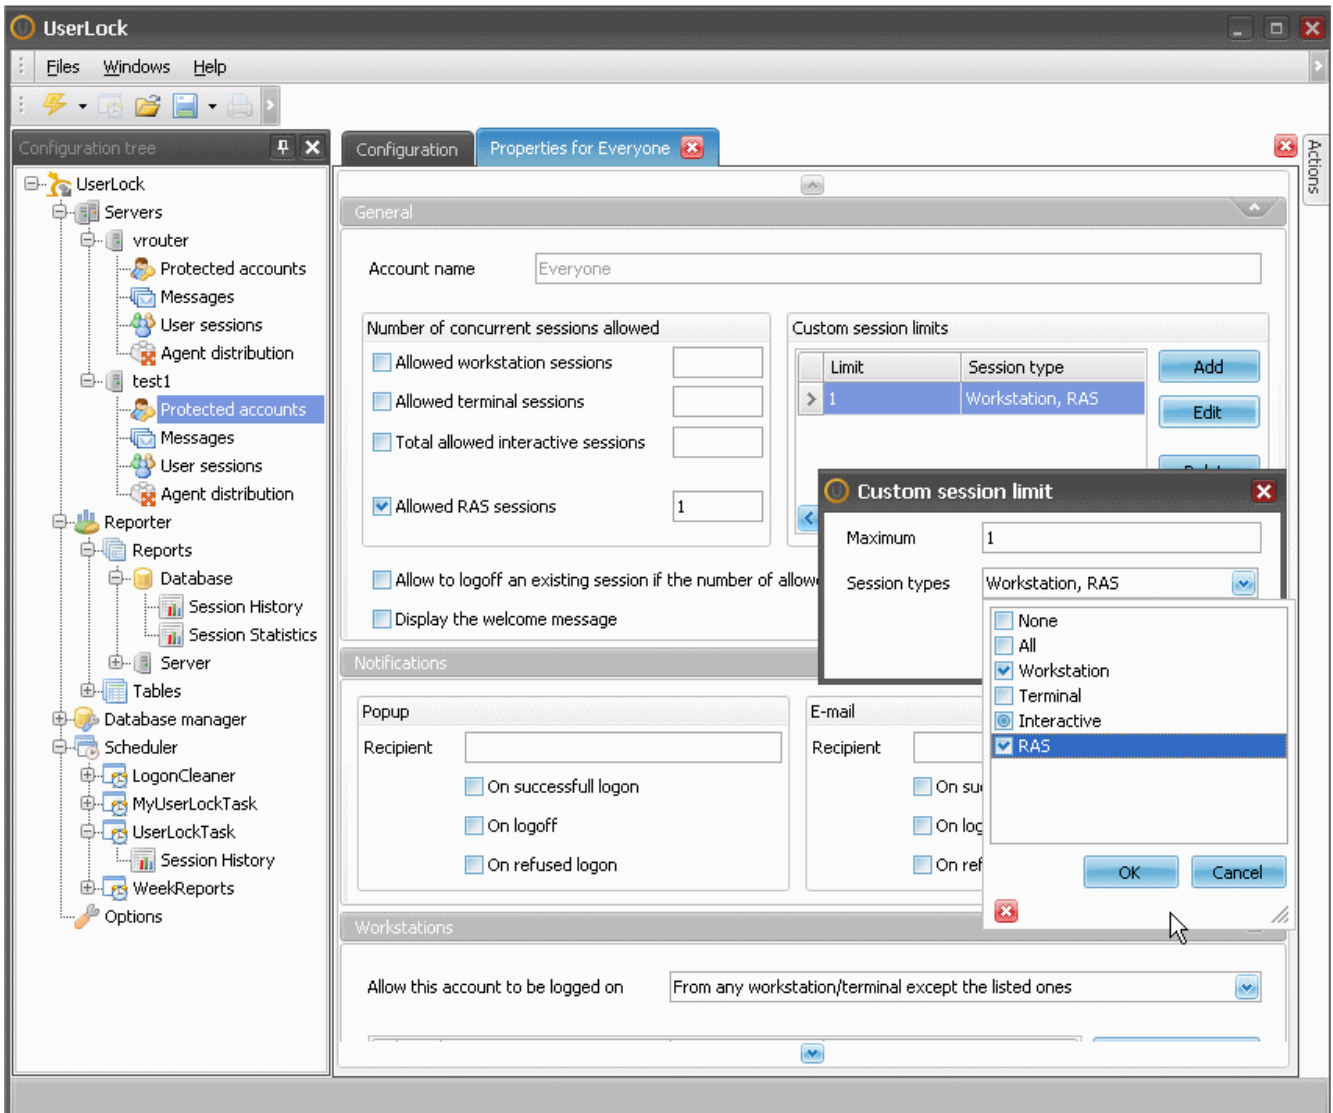 UserLock
Files Windows Help
Configuration tree
UserLock
Servers
vrouter
Protected accounts
Messages
User sessions
Agent distribution
test1
Protected accounts
Messages
User sessions
Agent distribution
Reporter
Reports
Database
Session History
Session Statistics
Server
Tables
Database manager
Scheduler
LogonCleaner
MyUserLockTask
UserLockTask
Session History
WeekReports
Options
Configuration
Properties for Everyone
Actions
General
Account name Everyone
Number of concurrent sessions allowed
Allowed workstation sessions
Allowed terminal sessions
Total allowed interactive sessions
Allowed RAS sessions 1
Allow to logoff an existing session if the number of allowe
Display the welcome message
Custom session limits
Limit Session type
1 Workstation, RAS
Add
Edit
Custom session limit
Maximum 1
Session types Workstation, RAS
None
All
Workstation
Terminal
Interactive
RAS
OK Cancel
Notifications
Popup
Recipient
On successfull logon
On logoff
On refused logon
E-mail
Recipient
On su
On log
On ref
Workstations
Allow this account to be logged on From any workstation/terminal except the listed ones